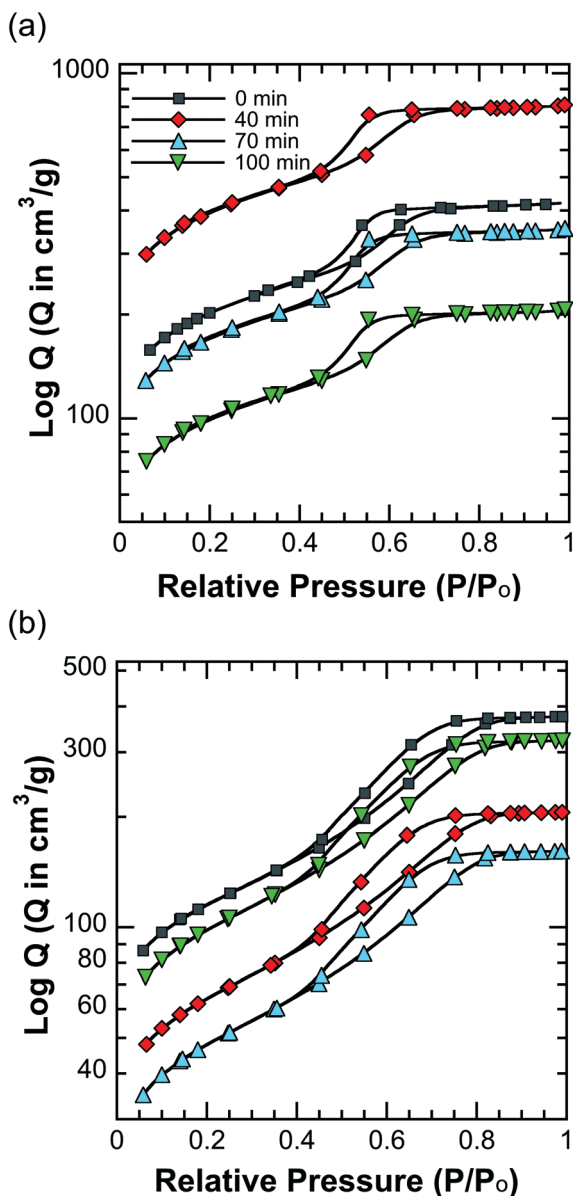 (a)
1000
0 min
40 min
70 min
100 min
Log Q (Q in cm³/g)
100
0 0.2 0.4 0.6 0.8 1
Relative Pressure (P/Po)
(b)
500
300
Log Q (Q in cm³/g)
100
80
60
40
0 0.2 0.4 0.6 0.8 1
Relative Pressure (P/Po)